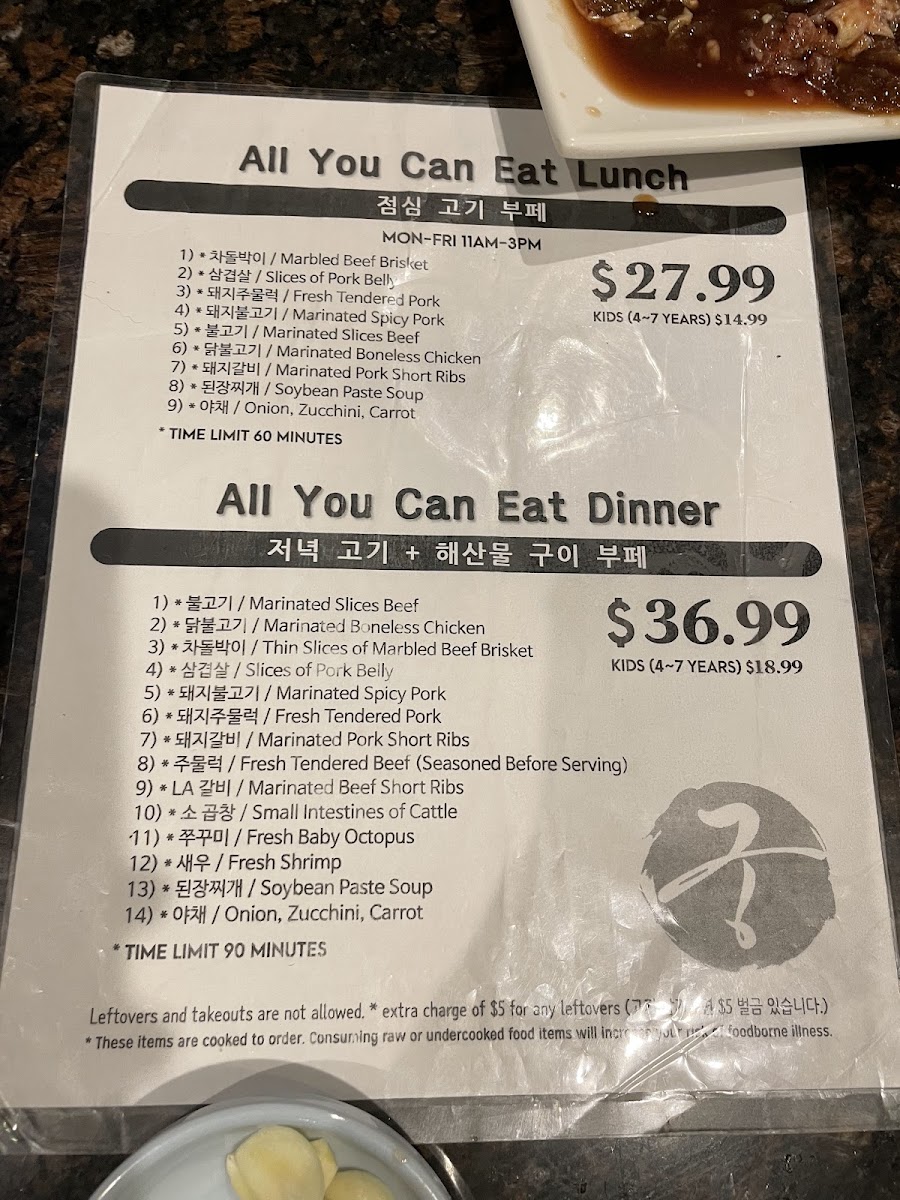 All You Can Eat Lunch
점심 고기 부페
MON-FRI 11AM-3PM
1) * 차돌박이 / Marbled Beef Brisket
2) * 삼겹살 / Slices of Pork Belly
3) * 돼지주물럭 / Fresh Tendered Pork
4) * 돼지불고기 / Marinated Spicy Pork
5) * 불고기 / Marinated Slices Beef
6) * 닭불고기 / Marinated Boneless Chicken
7) * 돼지갈비 / Marinated Pork Short Ribs
8) * 된장찌개 / Soybean Paste Soup
9) * 야채 / Onion, Zucchini, Carrot
* TIME LIMIT 60 MINUTES
$27.99
KIDS (4~7 YEARS) $14.99
All You Can Eat Dinner
저녁 고기 + 해산물 구이 부페
1) * 불고기 / Marinated Slices Beef
2) * 닭불고기 / Marinated Boneless Chicken
3) * 차돌박이 / Thin Slices of Marbled Beef Brisket
4) * 삼겹살 / Slices of Pork Belly
5) * 돼지불고기 / Marinated Spicy Pork
6) * 돼지주물럭 / Fresh Tendered Pork
7) * 돼지갈비 / Marinated Pork Short Ribs
8) * 주물럭 / Fresh Tendered Beef (Seasoned Before Serving)
9) * LA 갈비 / Marinated Beef Short Ribs
10) * 소 곱창 / Small Intestines of Cattle
11) * 쭈꾸미 / Fresh Baby Octopus
12) * 새우 / Fresh Shrimp
13) * 된장찌개 / Soybean Paste Soup
14) * 야채 / Onion, Zucchini, Carrot
* TIME LIMIT 90 MINUTES
$36.99
KIDS (4~7 YEARS) $18.99
궁
Leftovers and takeouts are not allowed. * extra charge of $5 for any leftovers ( $5 벌금 있습니다.)
* These items are cooked to order. Consuming raw or undercooked food items will increase your risk of foodborne illness.